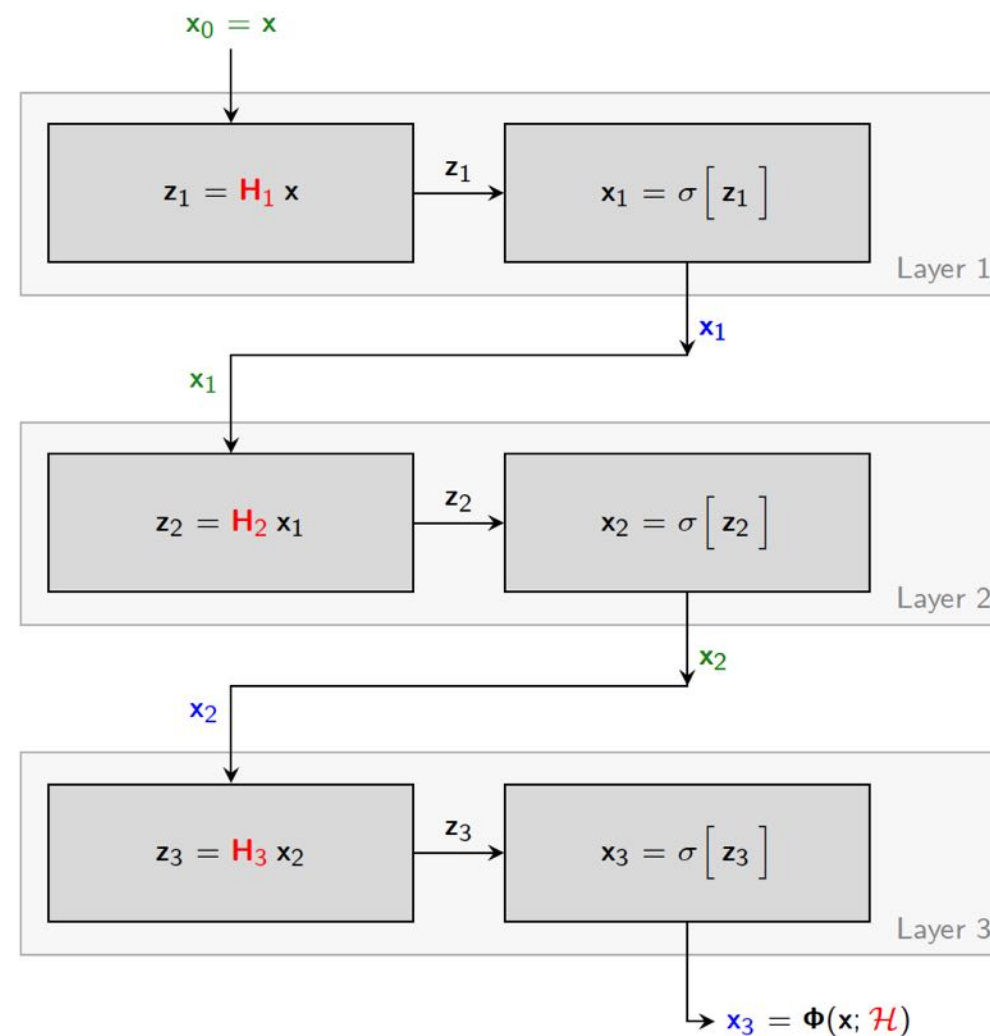 x₀ = x
z₁ = H₁ x
z₁
x₁ = σ[ z₁ ]
Layer 1
x₁
x₁
z₂ = H₂ x₁
z₂
x₂ = σ[ z₂ ]
Layer 2
x₂
x₂
z₃ = H₃ x₂
z₃
x₃ = σ[ z₃ ]
Layer 3
x₃ = Φ(x; ℋ)